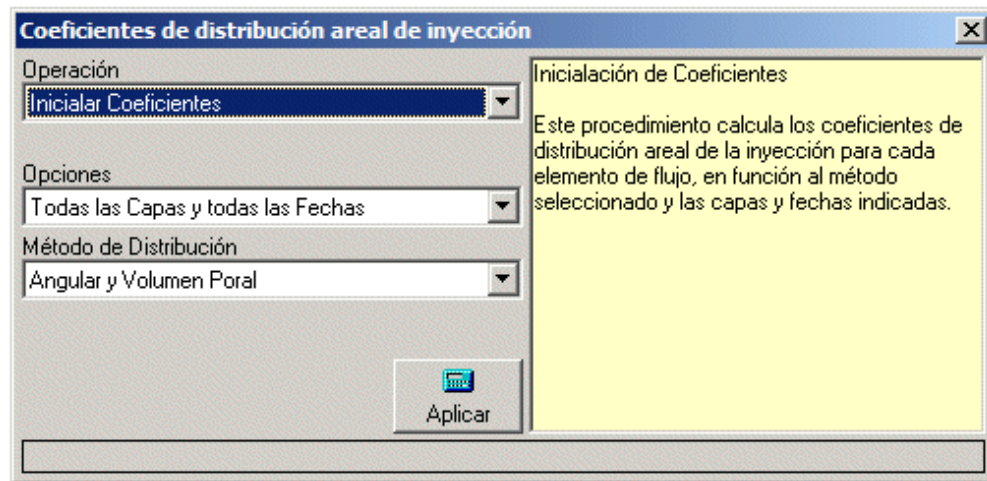 Coeficientes de distribución areal de inyección
Operación
Inicialar Coeficientes
Opciones
Todas las Capas y todas las Fechas
Método de Distribución
Angular y Volumen Poral
Aplicar
Inicialación de Coeficientes
Este procedimiento calcula los coeficientes de
distribución areal de la inyección para cada
elemento de flujo, en función al método
seleccionado y las capas y fechas indicadas.